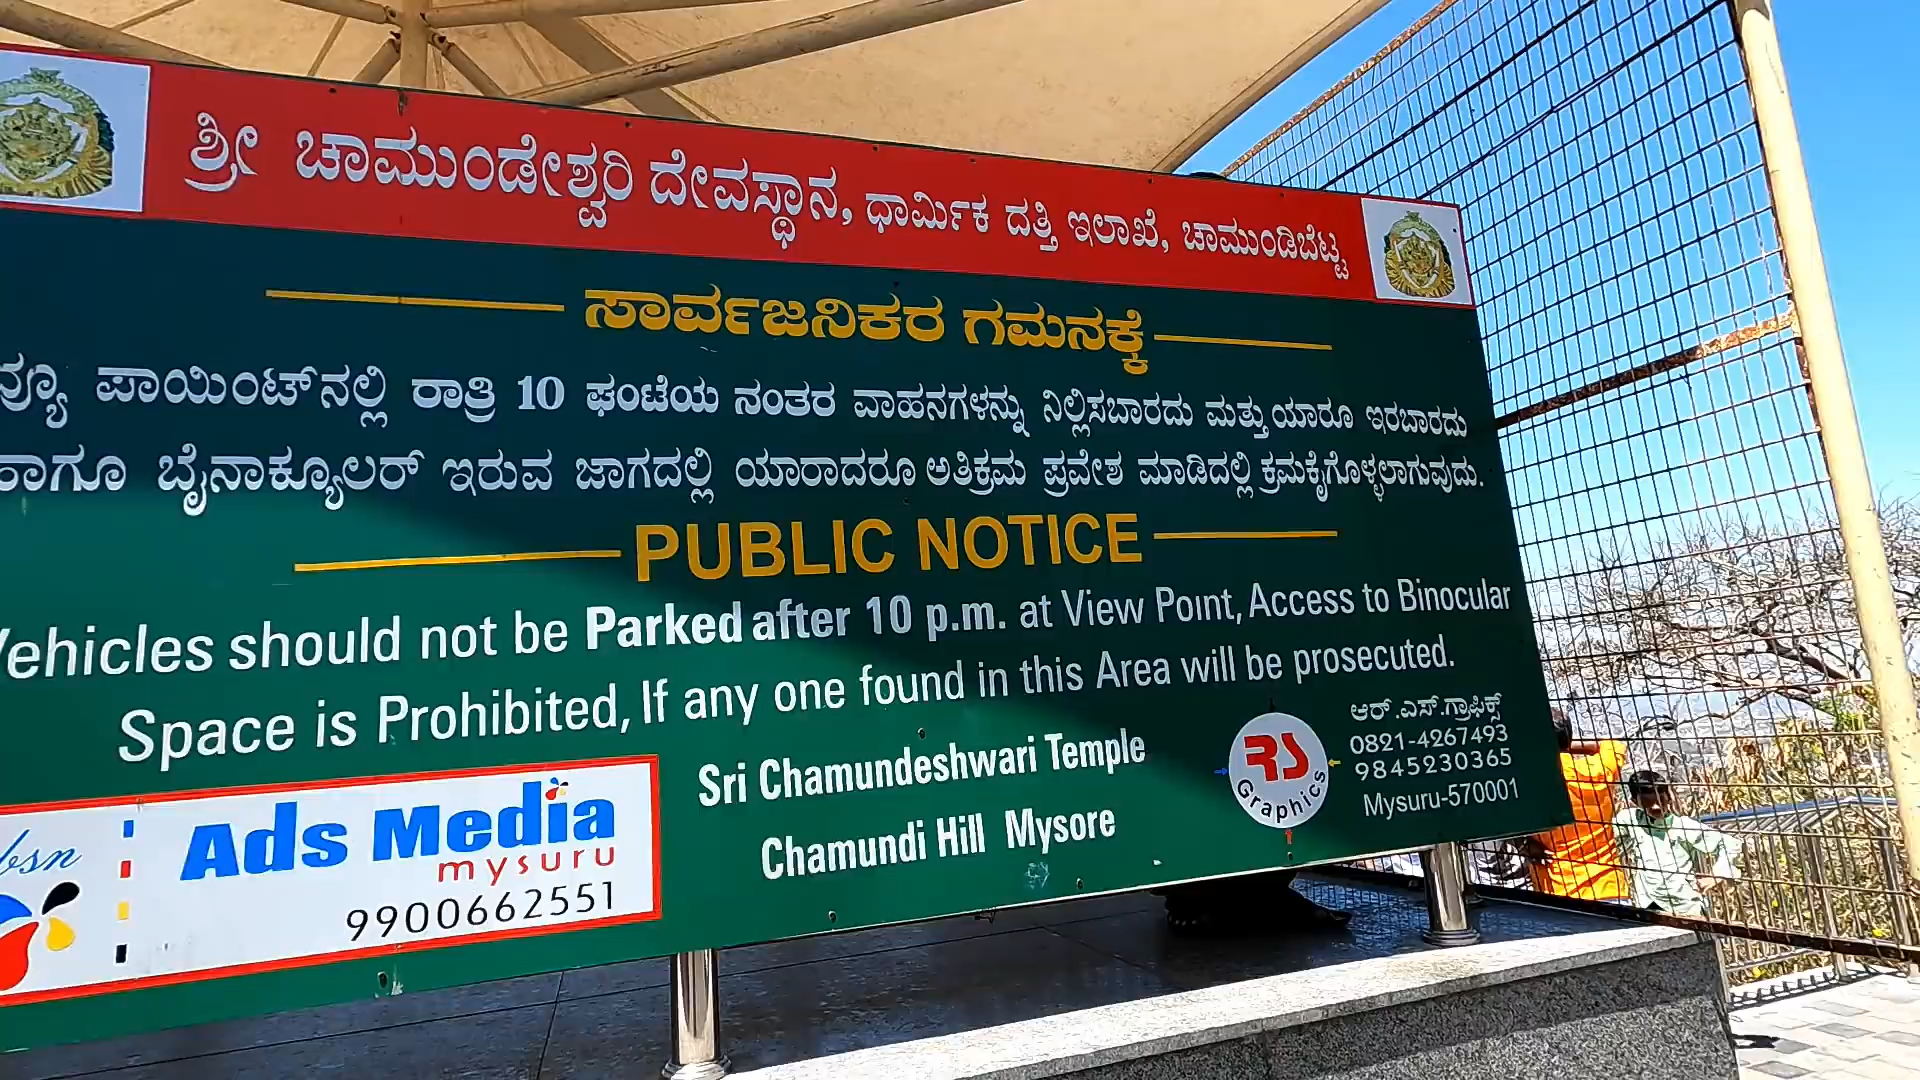 ಶ್ರೀ ಚಾಮುಂಡೇಶ್ವರಿ ದೇವಸ್ಥಾನ, ಧಾರ್ಮಿಕ ದತ್ತಿ ಇಲಾಖೆ, ಚಾಮುಂಡಿಬೆಟ್ಟ
ಸಾರ್ವಜನಿಕರ ಗಮನಕ್ಕೆ
ವ್ಯೂ ಪಾಯಿಂಟ್‌ನಲ್ಲಿ ರಾತ್ರಿ 10 ಘಂಟೆಯ ನಂತರ ವಾಹನಗಳನ್ನು ನಿಲ್ಲಿಸಬಾರದು ಮತ್ತು ಯಾರೂ ಇರಬಾರದು
ಹಾಗೂ ಬೈನಾಕ್ಯೂಲರ್ ಇರುವ ಜಾಗದಲ್ಲಿ ಯಾರಾದರೂ ಅತಿಕ್ರಮ ಪ್ರವೇಶ ಮಾಡಿದಲ್ಲಿ ಕ್ರಮಕೈಗೊಳ್ಳಲಾಗುವುದು.
PUBLIC NOTICE
Vehicles should not be Parked after 10 p.m. at View Point, Access to Binocular
Space is Prohibited, If any one found in this Area will be prosecuted.
Sri Chamundeshwari Temple
Chamundi Hill Mysore
bsn
Ads Media
mysuru
9900662551
RS
Graphics
ಆರ್.ಎಸ್.ಗ್ರಾಫಿಕ್ಸ್
0821-4267493
9845230365
Mysuru-570001